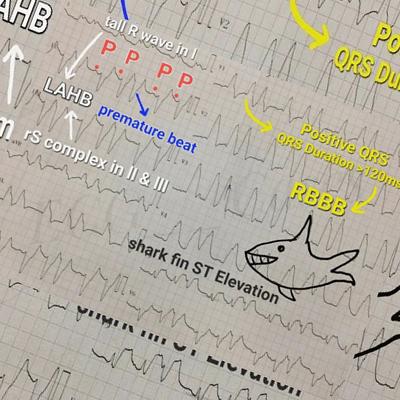 AHB
tall R wave in I
P P P P
LAHB
premature beat
rS complex in II & III
Po
QRS Du
Positive QRS
QRS Duration >120ms
RBBB
shark fin ST Elevation
shark fin ST Elevation